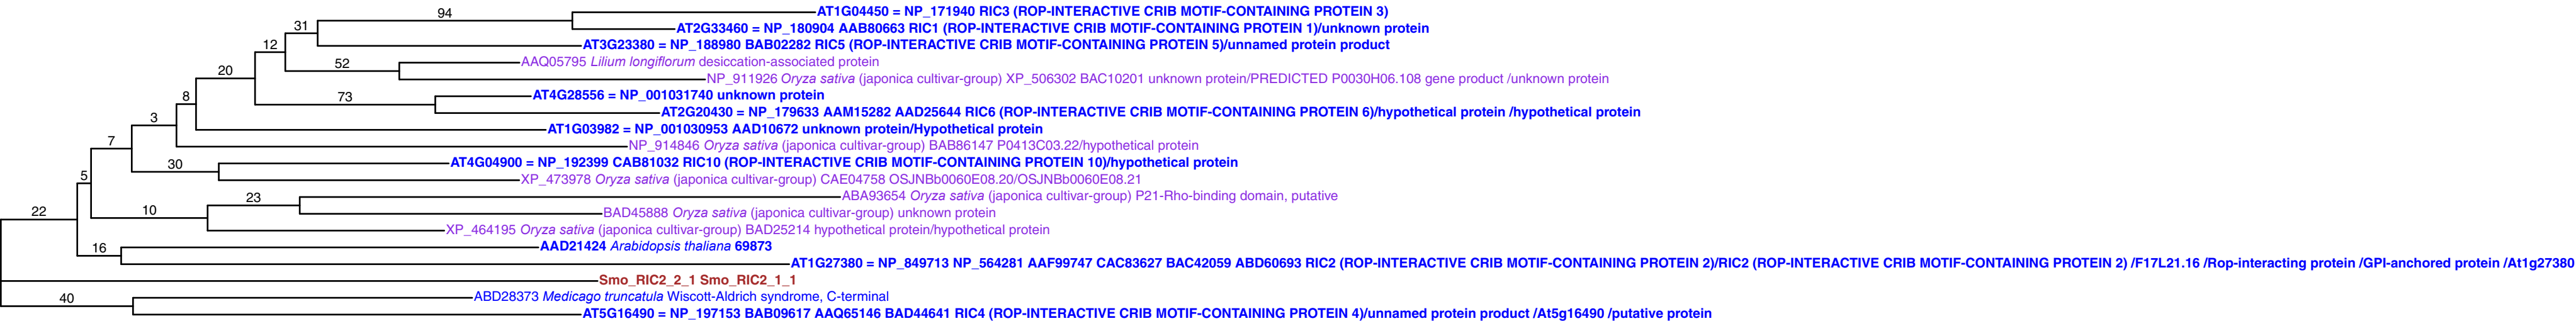 94 AT1G04450 = NP_171940 RIC3 (ROP-INTERACTIVE CRIB MOTIF-CONTAINING PROTEIN 3)
31 AT2G33460 = NP_180904 AAB80663 RIC1 (ROP-INTERACTIVE CRIB MOTIF-CONTAINING PROTEIN 1)/unknown protein
12 AT3G23380 = NP_188980 BAB02282 RIC5 (ROP-INTERACTIVE CRIB MOTIF-CONTAINING PROTEIN 5)/unnamed protein product
52 AAQ05795 Lilium longiflorum desiccation-associated protein
20 NP_911926 Oryza sativa (japonica cultivar-group) XP_506302 BAC10201 unknown protein/PREDICTED P0030H06.108 gene product /unknown protein
8 73 AT4G28556 = NP_001031740 unknown protein
AT2G20430 = NP_179633 AAM15282 AAD25644 RIC6 (ROP-INTERACTIVE CRIB MOTIF-CONTAINING PROTEIN 6)/hypothetical protein /hypothetical protein
3 AT1G03982 = NP_001030953 AAD10672 unknown protein/Hypothetical protein
7 NP_914846 Oryza sativa (japonica cultivar-group) BAB86147 P0413C03.22/hypothetical protein
30 AT4G04900 = NP_192399 CAB81032 RIC10 (ROP-INTERACTIVE CRIB MOTIF-CONTAINING PROTEIN 10)/hypothetical protein
5 XP_473978 Oryza sativa (japonica cultivar-group) CAE04758 OSJNBb0060E08.20/OSJNBb0060E08.21
23 ABA93654 Oryza sativa (japonica cultivar-group) P21-Rho-binding domain, putative
22 10 BAD45888 Oryza sativa (japonica cultivar-group) unknown protein
XP_464195 Oryza sativa (japonica cultivar-group) BAD25214 hypothetical protein/hypothetical protein
16 AAD21424 Arabidopsis thaliana 69873
AT1G27380 = NP_849713 NP_564281 AAF99747 CAC83627 BAC42059 ABD60693 RIC2 (ROP-INTERACTIVE CRIB MOTIF-CONTAINING PROTEIN 2)/RIC2 (ROP-INTERACTIVE CRIB MOTIF-CONTAINING PROTEIN 2) /F17L21.16 /Rop-interacting protein /GPI-anchored protein /At1g27380
Smo_RIC2_2_1 Smo_RIC2_1_1
40 ABD28373 Medicago truncatula Wiscott-Aldrich syndrome, C-terminal
AT5G16490 = NP_197153 BAB09617 AAQ65146 BAD44641 RIC4 (ROP-INTERACTIVE CRIB MOTIF-CONTAINING PROTEIN 4)/unnamed protein product /At5g16490 /putative protein